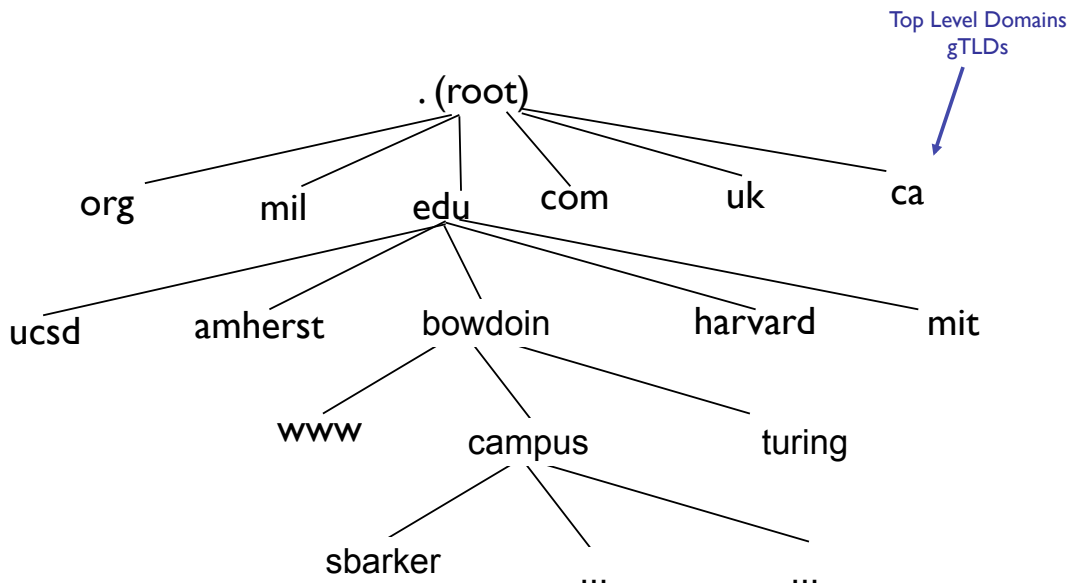 Top Level Domains
gTLDs
. (root)
org mil edu com uk ca
ucsd amherst bowdoin harvard mit
www campus turing
sbarker ... ...